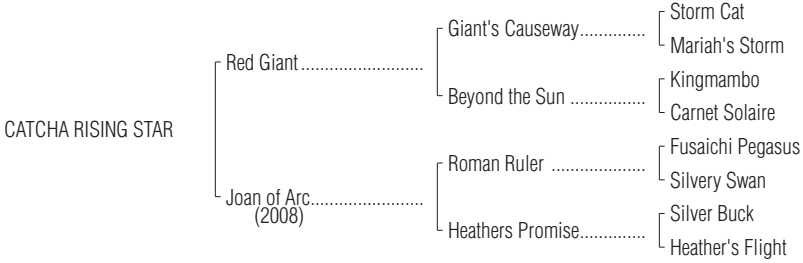 Storm Cat
Giant's Causeway..............
Mariah's Storm
Red Giant ..........................
Kingmambo
Beyond the Sun ................
Carnet Solaire
CATCHA RISING STAR
Fusaichi Pegasus
Roman Ruler ....................
Silvery Swan
Joan of Arc........................
(2008)
Silver Buck
Heathers Promise..............
Heather's Flight